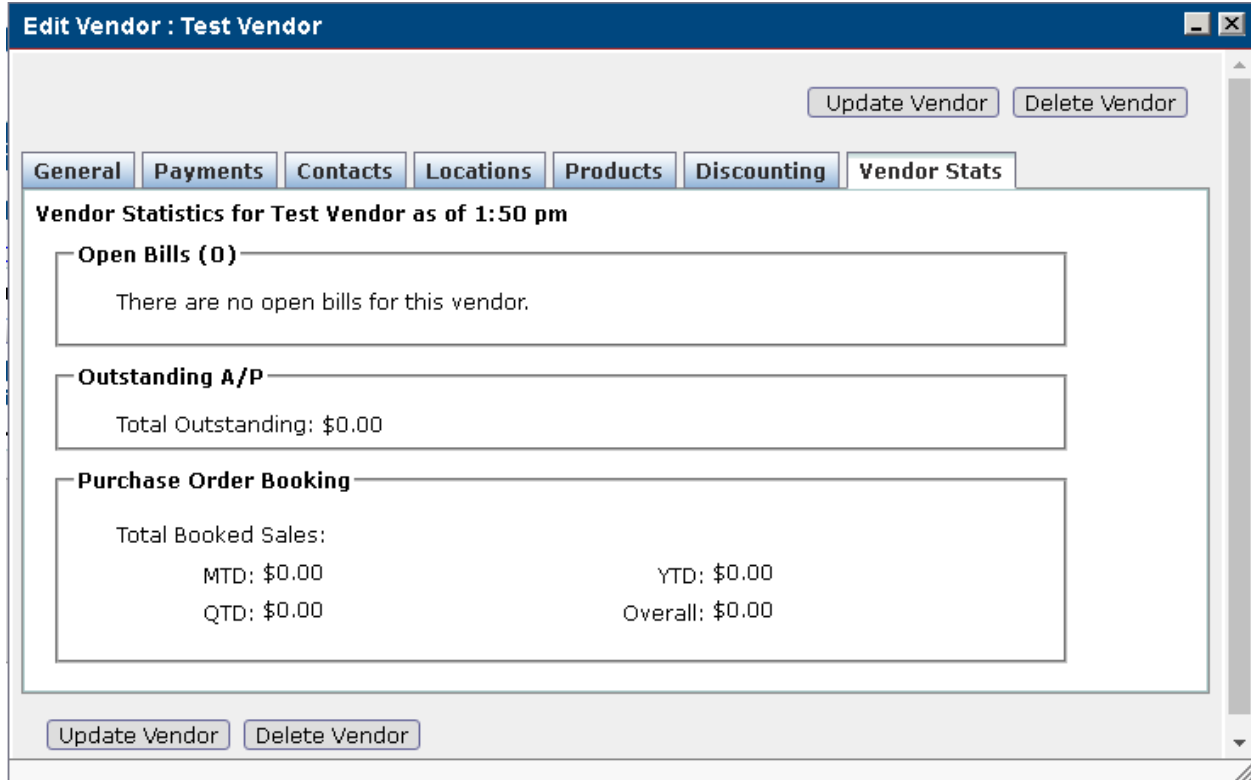 Edit Vendor : Test Vendor
Update Vendor Delete Vendor
General Payments Contacts Locations Products Discounting Vendor Stats
Vendor Statistics for Test Vendor as of 1:50 pm
Open Bills (0)
There are no open bills for this vendor.
Outstanding A/P
Total Outstanding: $0.00
Purchase Order Booking
Total Booked Sales:
MTD: $0.00 YTD: $0.00
QTD: $0.00 Overall: $0.00
Update Vendor Delete Vendor